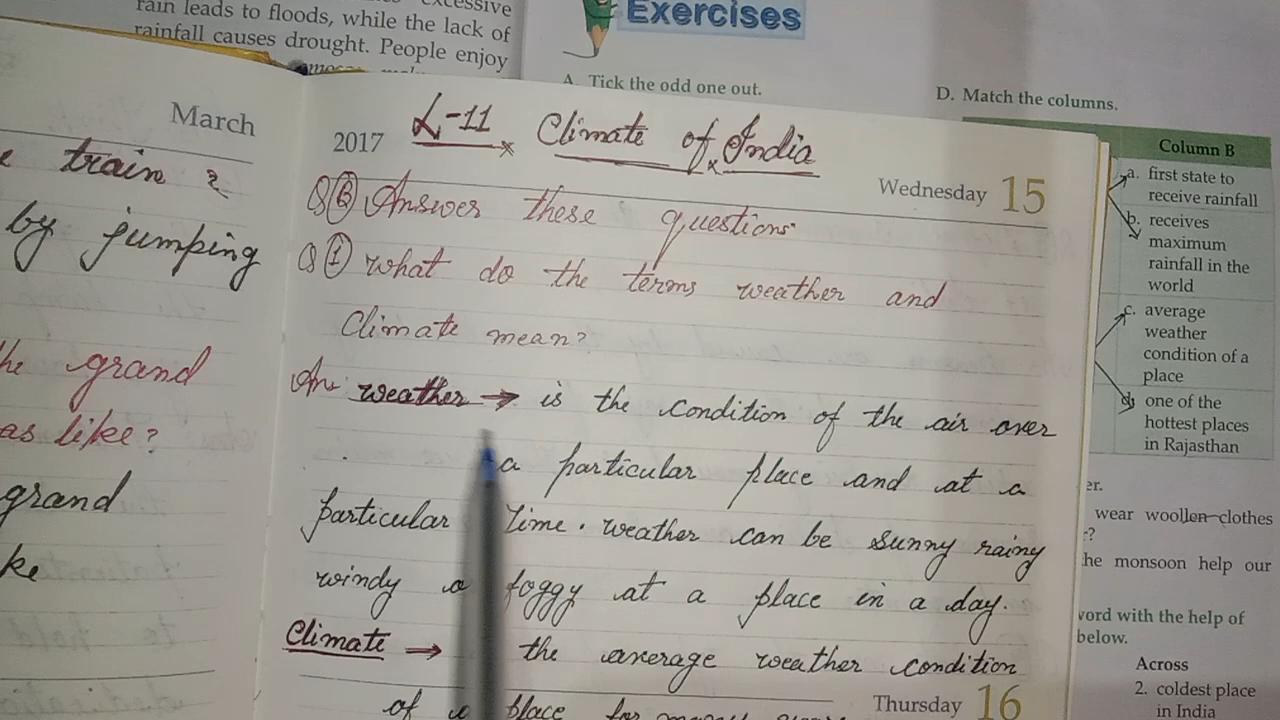 excessive
rain leads to floods, while the lack of
rainfall causes drought. People enjoy
Exercises
A. Tick the odd one out.
D. Match the columns.
Column B
a. first state to
receive rainfall
b. receives
maximum
rainfall in the
world
c. average
weather
condition of a
place
d. one of the
hottest places
in Rajasthan
er.
wear woollen clothes
?
he monsoon help our
word with the help of
below.
Across
2. coldest place
in India
March
train ?
by jumping
he grand
as like?
grand
ke
2017 L-11 Climate of India
Wednesday 15
Q B Answer these questions
Q 1 what do the terms weather and
Climate mean?
Ans weather → is the condition of the air over
a particular place and at a
particular time. weather can be sunny rainy
windy foggy at a place in a day.
Climate → the average weather condition
Thursday 16
of a place for many